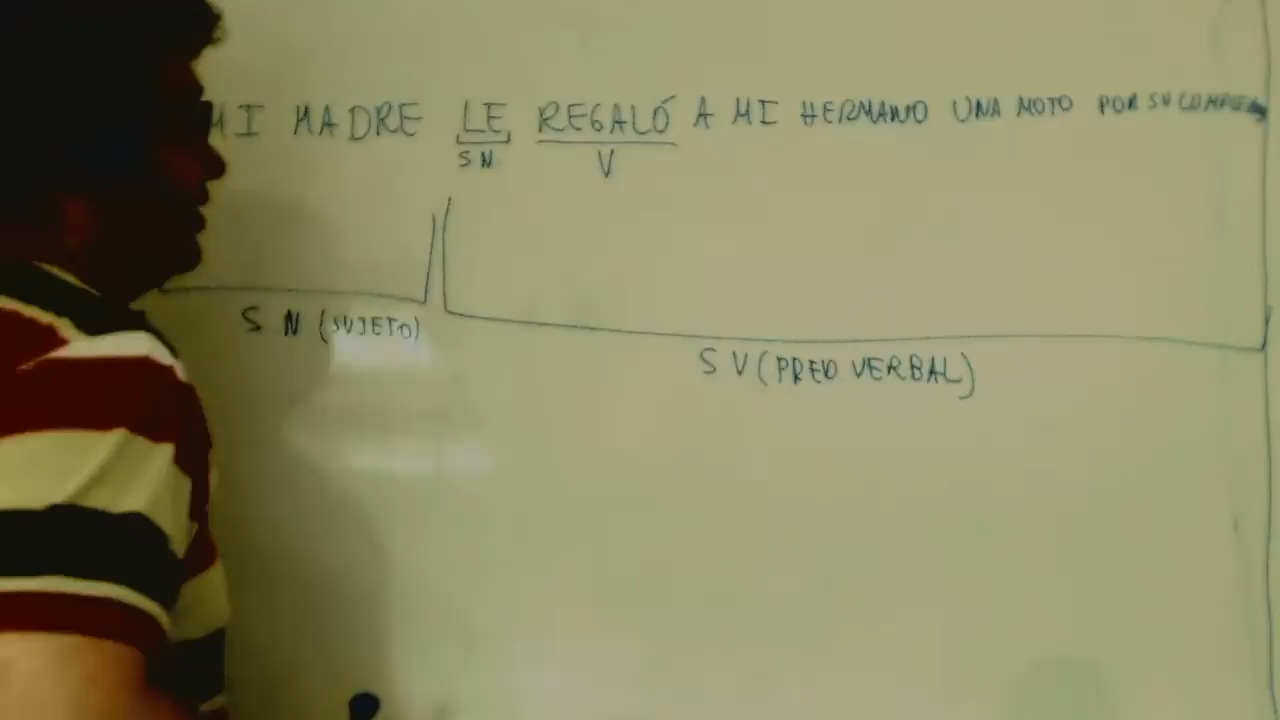 MI MADRE LE REGALÓ A MI HERMANO UNA MOTO POR SU
SN V
SN (SUJETO)
SV (PRED VERBAL)